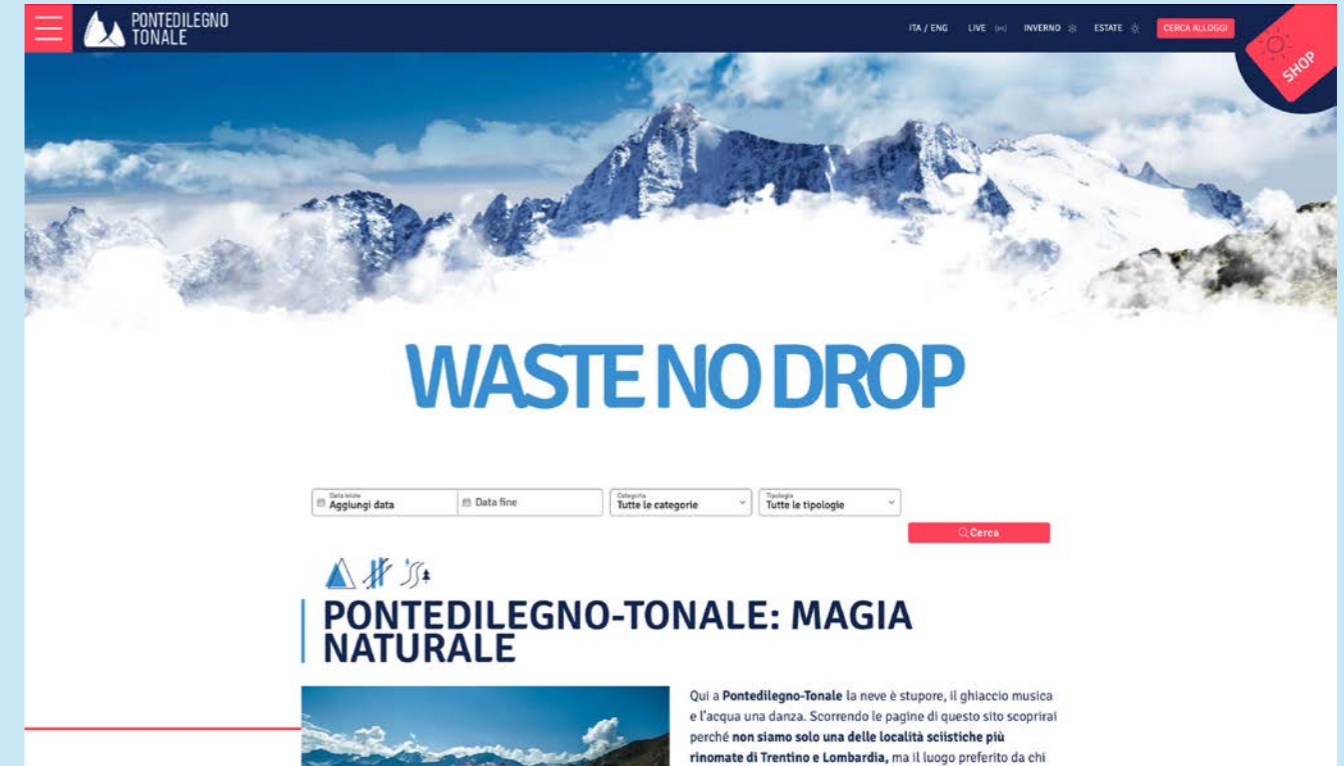 PONTEDILEGNO
TONALE
ITA / ENG LIVE INVERNO ESTATE CERCA ALLOGGI
SHOP
WASTE NO DROP
Data inizio
Aggiungi data
Data fine
Categoria
Tutte le categorie
Tipologia
Tutte le tipologie
Cerca
PONTEDILEGNO-TONALE: MAGIA
NATURALE
Qui a Pontedilegno-Tonale la neve è stupore, il ghiaccio musica
e l'acqua una danza. Scorrendo le pagine di questo sito scoprirai
perché non siamo solo una delle località sciistiche più
rinomate di Trentino e Lombardia, ma il luogo preferito da chi